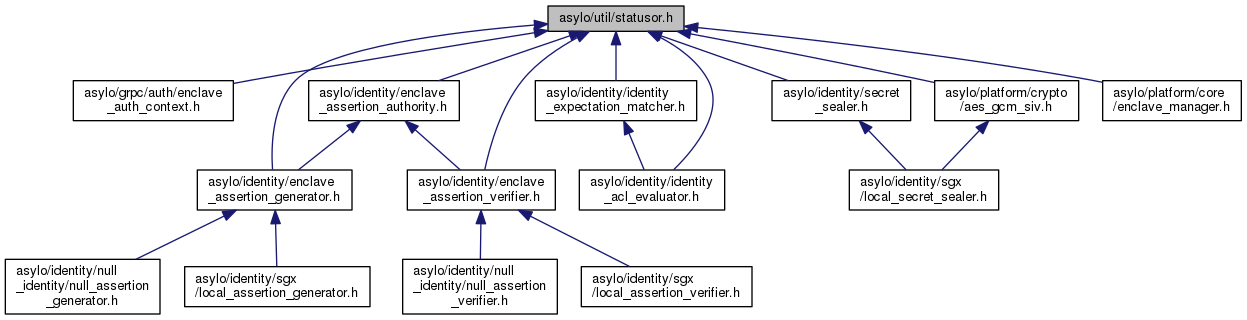 asylo/util/statusor.h
asylo/grpc/auth/enclave
_auth_context.h
asylo/identity/enclave
_assertion_authority.h
asylo/identity/identity
_expectation_matcher.h
asylo/identity/secret
_sealer.h
asylo/platform/crypto
/aes_gcm_siv.h
asylo/platform/core
/enclave_manager.h
asylo/identity/enclave
_assertion_generator.h
asylo/identity/enclave
_assertion_verifier.h
asylo/identity/identity
_acl_evaluator.h
asylo/identity/sgx
/local_secret_sealer.h
asylo/identity/null
_identity/null_assertion
_generator.h
asylo/identity/sgx
/local_assertion_generator.h
asylo/identity/null
_identity/null_assertion
_verifier.h
asylo/identity/sgx
/local_assertion_verifier.h